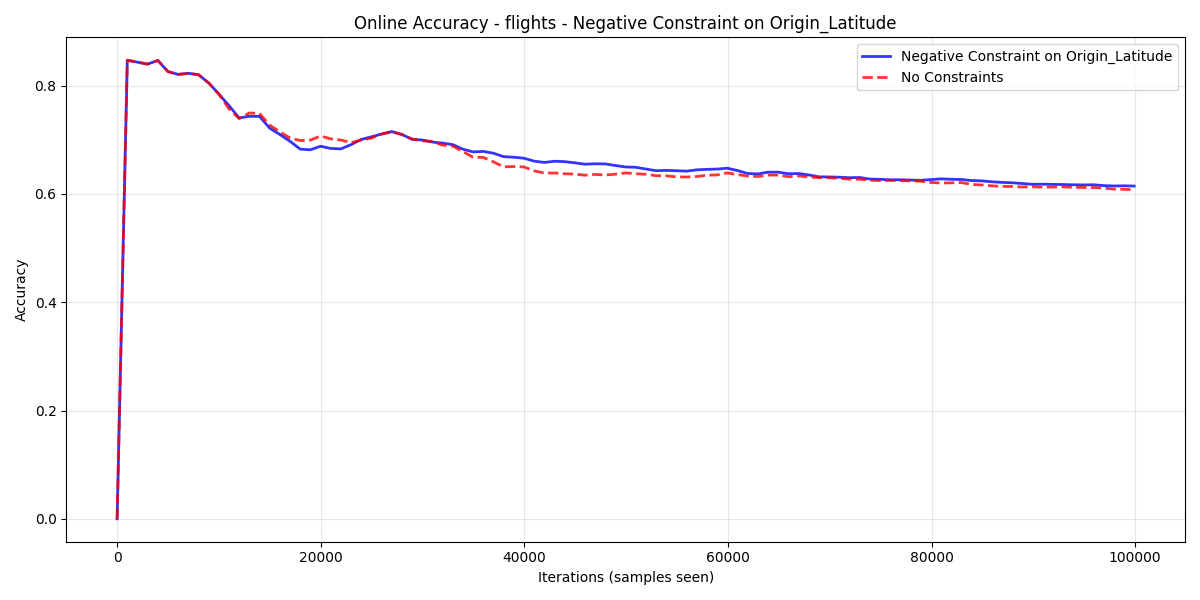 Online Accuracy - flights - Negative Constraint on Origin_Latitude
Negative Constraint on Origin_Latitude
No Constraints
Accuracy
0.8
0.6
0.4
0.2
0.0
0
20000
40000
60000
80000
100000
Iterations (samples seen)